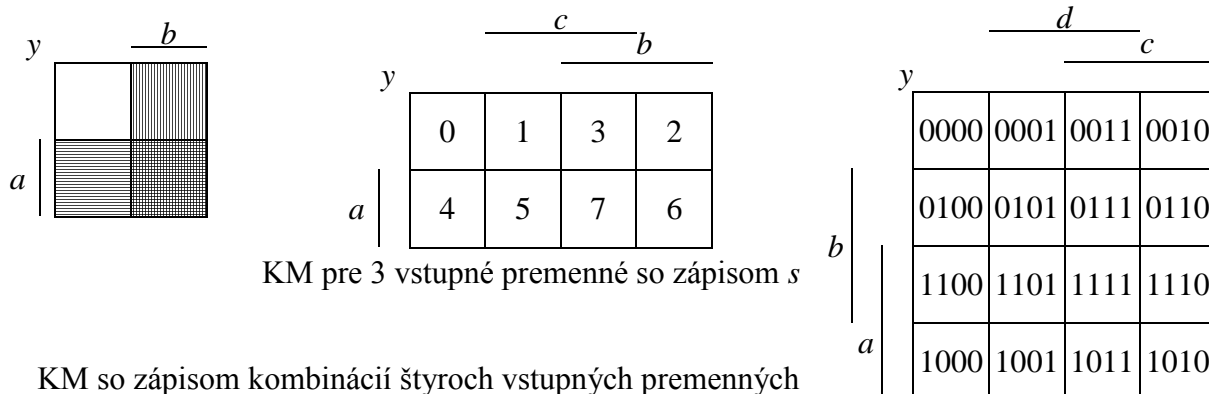 y b
a
c
b
y
0 1 3 2
a 4 5 7 6
KM pre 3 vstupné premenné so zápisom s
d
c
y
0000 0001 0011 0010
0100 0101 0111 0110
b
1100 1101 1111 1110
a
1000 1001 1011 1010
KM so zápisom kombinácií štyroch vstupných premenných